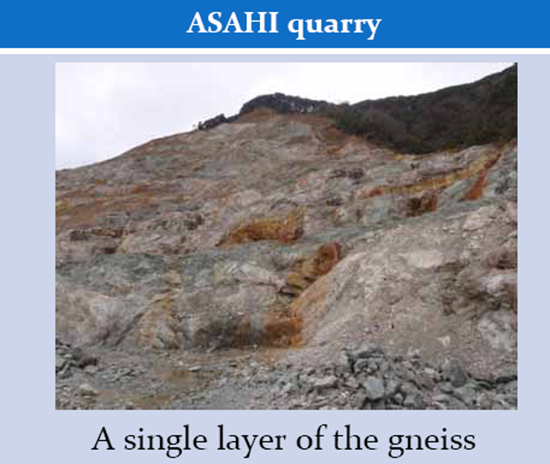 ASAHI quarry
A single layer of the gneiss